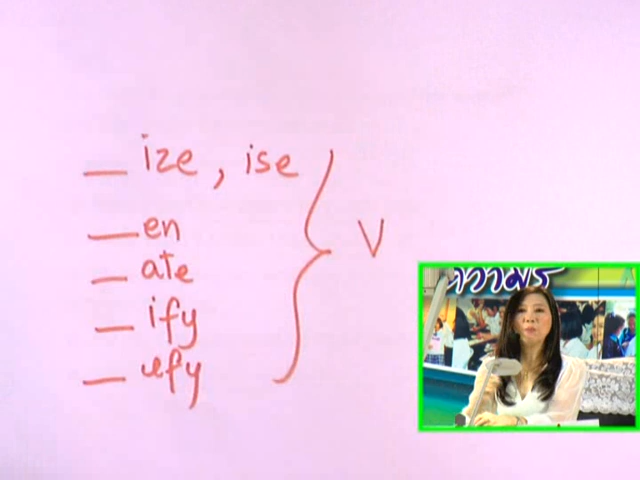 _ ize, ise
_ en
_ ate
_ ify
_ efy
V